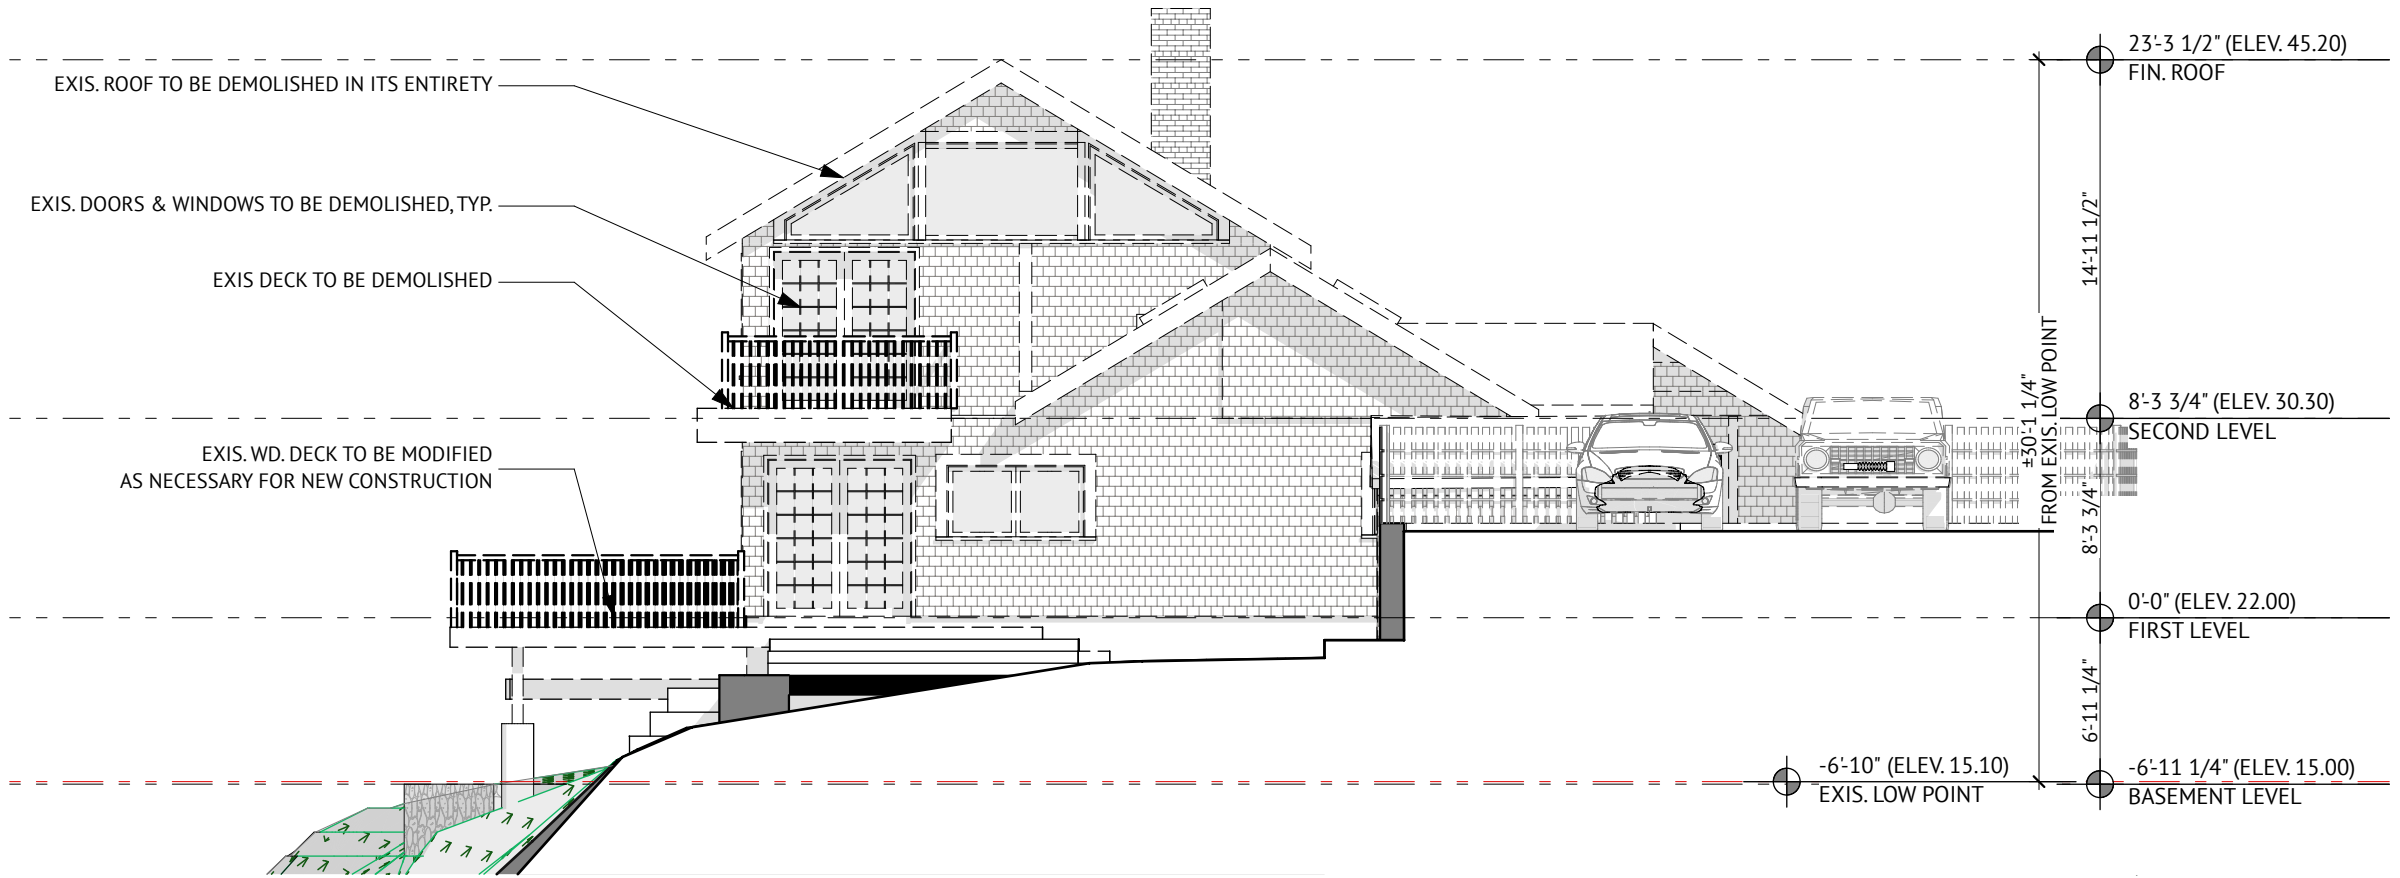 EXIS. ROOF TO BE DEMOLISHED IN ITS ENTIRETY
EXIS. DOORS & WINDOWS TO BE DEMOLISHED, TYP.
EXIS DECK TO BE DEMOLISHED
EXIS. WD. DECK TO BE MODIFIED
AS NECESSARY FOR NEW CONSTRUCTION
23'-3 1/2" (ELEV. 45.20)
FIN. ROOF
14'-11 1/2"
±30'-1 1/4"
FROM EXIS. LOW POINT
8'-3 3/4" (ELEV. 30.30)
SECOND LEVEL
8'-3 3/4"
0'-0" (ELEV. 22.00)
FIRST LEVEL
6'-11 1/4"
-6'-10" (ELEV. 15.10)
EXIS. LOW POINT
-6'-11 1/4" (ELEV. 15.00)
BASEMENT LEVEL